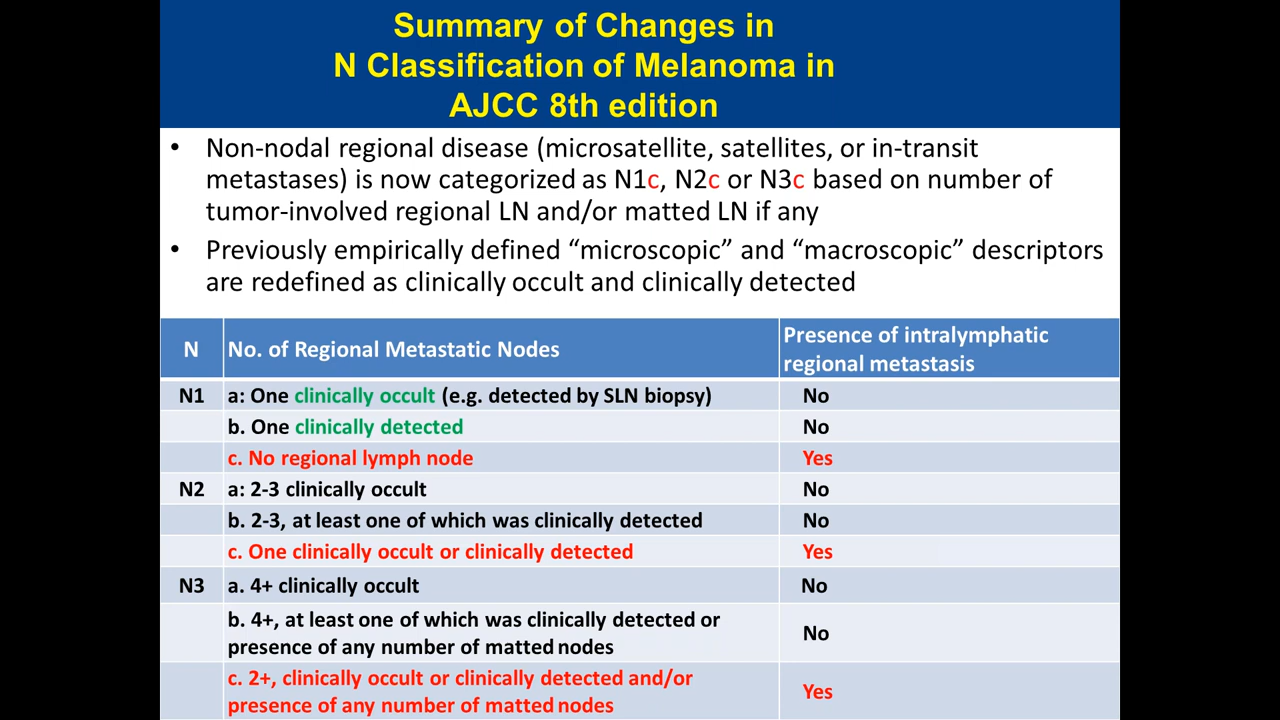 Summary of Changes in
N Classification of Melanoma in
AJCC 8th edition
• Non-nodal regional disease (microsatellite, satellites, or in-transit
metastases) is now categorized as N1c, N2c or N3c based on number of
tumor-involved regional LN and/or matted LN if any
• Previously empirically defined “microscopic” and “macroscopic” descriptors
are redefined as clinically occult and clinically detected
N No. of Regional Metastatic Nodes Presence of intralymphatic
regional metastasis
N1 a: One clinically occult (e.g. detected by SLN biopsy) No
b. One clinically detected No
c. No regional lymph node Yes
N2 a: 2-3 clinically occult No
b. 2-3, at least one of which was clinically detected No
c. One clinically occult or clinically detected Yes
N3 a. 4+ clinically occult No
b. 4+, at least one of which was clinically detected or
presence of any number of matted nodes No
c. 2+, clinically occult or clinically detected and/or
presence of any number of matted nodes Yes